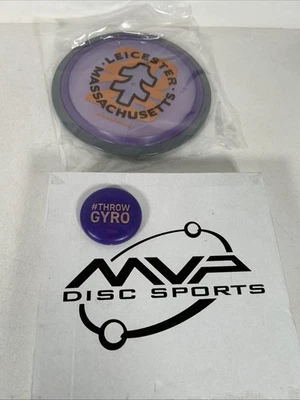 LEICESTER
MASSACHUSETTS
#THROW
GYRO
MVP
DISC SPORTS